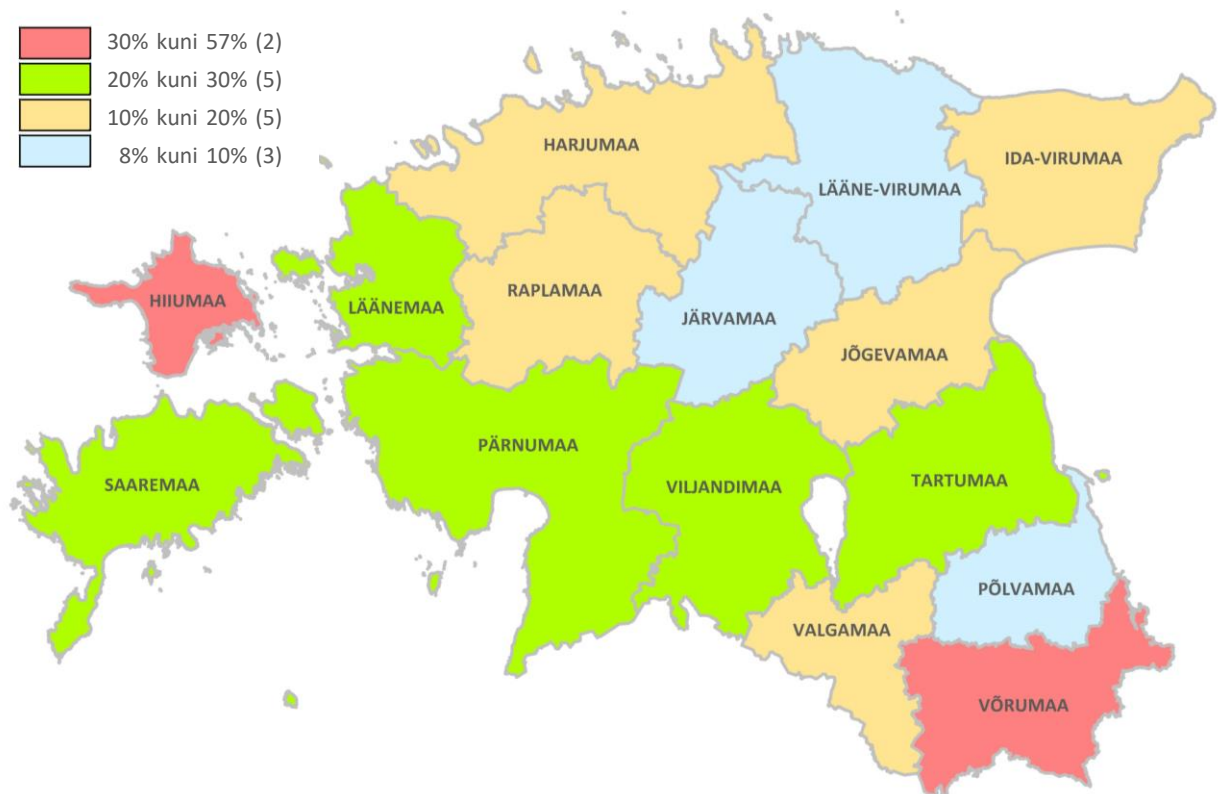 30% kuni 57% (2)
20% kuni 30% (5)
10% kuni 20% (5)
8% kuni 10% (3)
HARJUMAA
IDA-VIRUMAA
LÄÄNE-VIRUMAA
HIIUMAA
LÄÄNEMAA
RAPLAMAA
JÄRVAMAA
JÕGEVAMAA
SAAREMAA
PÄRNUMAA
VILJANDIMAA
TARTUMAA
PÕLVAMAA
VALGAMAA
VÕRUMAA